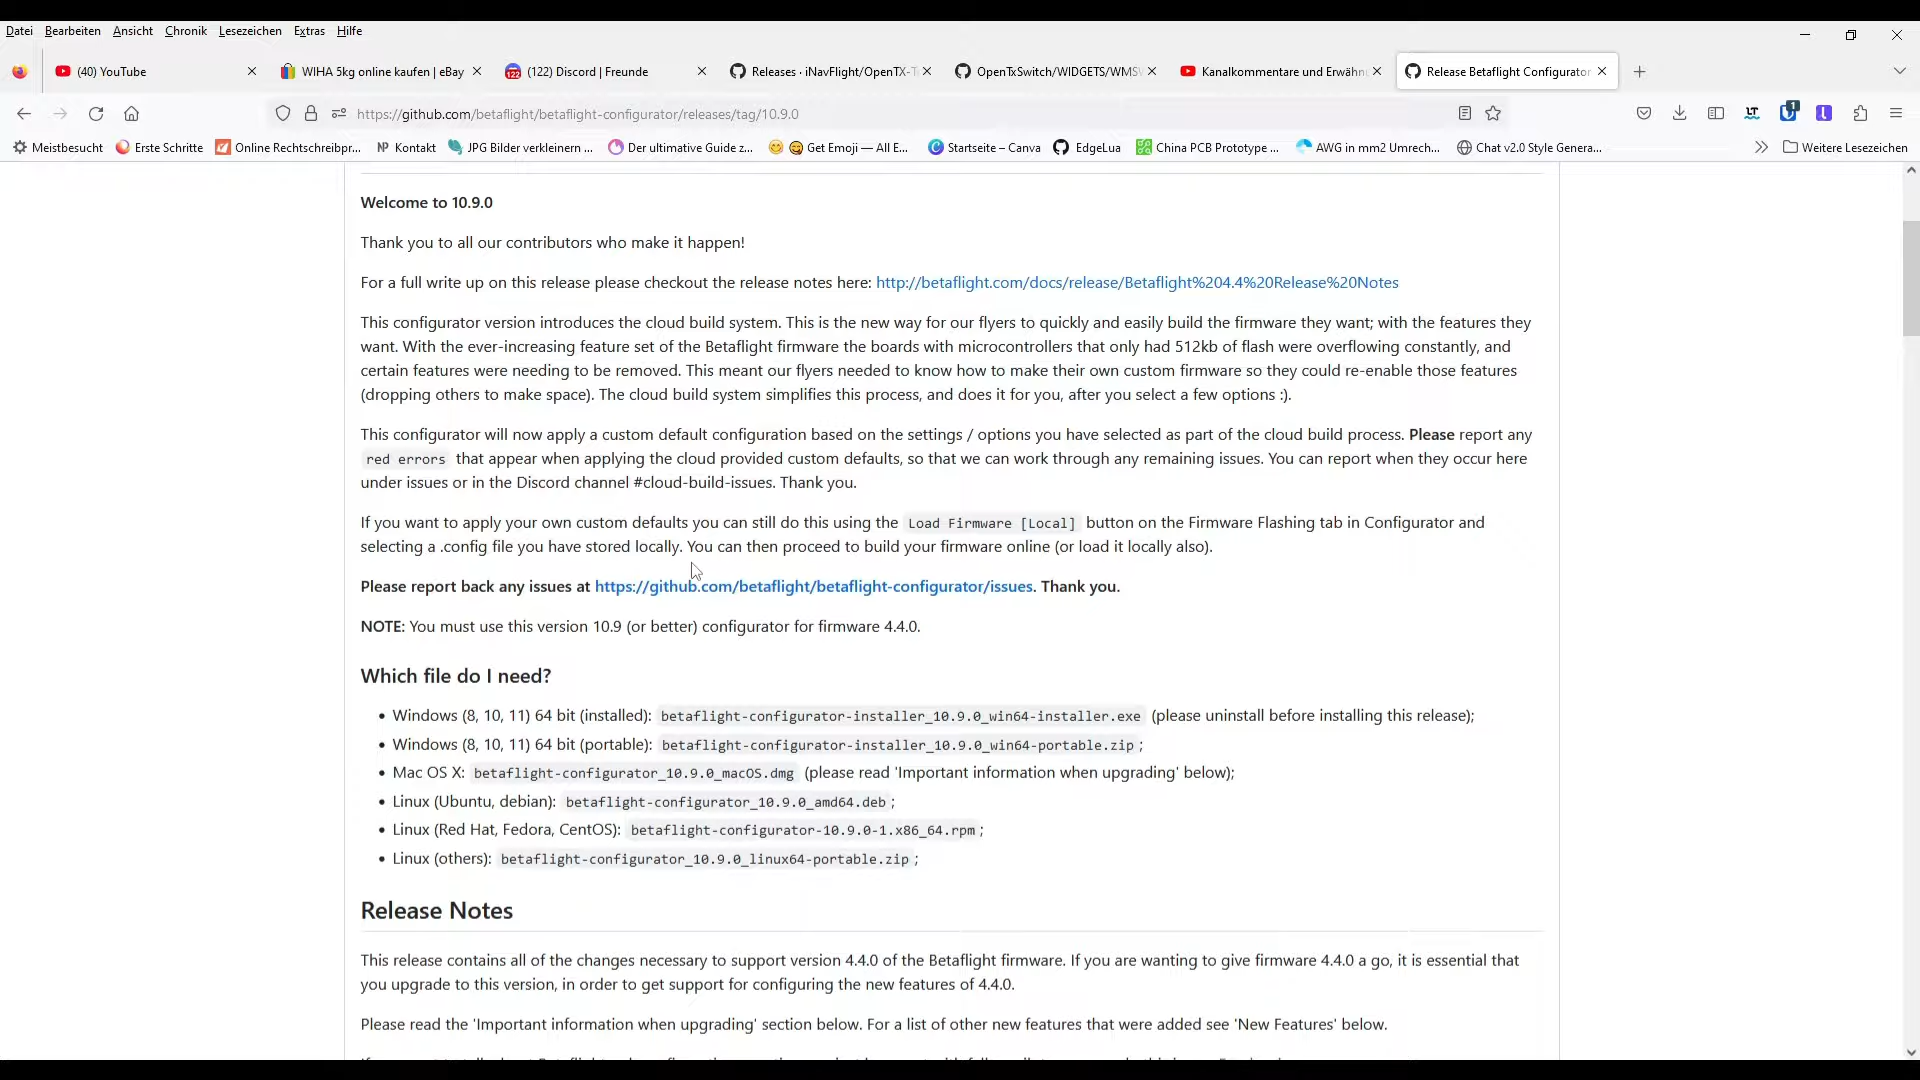 Datei Bearbeiten Ansicht Chronik Lesezeichen Extras Hilfe
(40) YouTube
WIHA 5kg online kaufen | eBay
(122) Discord | Freunde
Releases · iNavFlight/OpenTX-T
OpenTxSwitch/WIDGETS/WMSV
Kanalkommentare und Erwähn
Release Betaflight Configurator
https://github.com/betaflight/betaflight-configurator/releases/tag/10.9.0
Meistbesucht Erste Schritte Online Rechtschreibpr... Kontakt JPG Bilder verkleinern ... Der ultimative Guide z... Get Emoji — All E... Startseite – Canva EdgeLua China PCB Prototype ... AWG in mm2 Umrech... Chat v2.0 Style Genera... Weitere Lesezeichen
Welcome to 10.9.0
Thank you to all our contributors who make it happen!
For a full write up on this release please checkout the release notes here: http://betaflight.com/docs/release/Betaflight%204.4%20Release%20Notes
This configurator version introduces the cloud build system. This is the new way for our flyers to quickly and easily build the firmware they want; with the features they
want. With the ever-increasing feature set of the Betaflight firmware the boards with microcontrollers that only had 512kb of flash were overflowing constantly, and
certain features were needing to be removed. This meant our flyers needed to know how to make their own custom firmware so they could re-enable those features
(dropping others to make space). The cloud build system simplifies this process, and does it for you, after you select a few options :).
This configurator will now apply a custom default configuration based on the settings / options you have selected as part of the cloud build process. Please report any
red errors that appear when applying the cloud provided custom defaults, so that we can work through any remaining issues. You can report when they occur here
under issues or in the Discord channel #cloud-build-issues. Thank you.
If you want to apply your own custom defaults you can still do this using the Load Firmware [Local] button on the Firmware Flashing tab in Configurator and
selecting a .config file you have stored locally. You can then proceed to build your firmware online (or load it locally also).
Please report back any issues at https://github.com/betaflight/betaflight-configurator/issues. Thank you.
NOTE: You must use this version 10.9 (or better) configurator for firmware 4.4.0.
Which file do I need?
• Windows (8, 10, 11) 64 bit (installed): betaflight-configurator-installer_10.9.0_win64-installer.exe (please uninstall before installing this release);
• Windows (8, 10, 11) 64 bit (portable): betaflight-configurator-installer_10.9.0_win64-portable.zip ;
• Mac OS X: betaflight-configurator_10.9.0_macOS.dmg (please read 'Important information when upgrading' below);
• Linux (Ubuntu, debian): betaflight-configurator_10.9.0_amd64.deb ;
• Linux (Red Hat, Fedora, CentOS): betaflight-configurator-10.9.0-1.x86_64.rpm ;
• Linux (others): betaflight-configurator_10.9.0_linux64-portable.zip ;
Release Notes
This release contains all of the changes necessary to support version 4.4.0 of the Betaflight firmware. If you are wanting to give firmware 4.4.0 a go, it is essential that
you upgrade to this version, in order to get support for configuring the new features of 4.4.0.
Please read the 'Important information when upgrading' section below. For a list of other new features that were added see 'New Features' below.